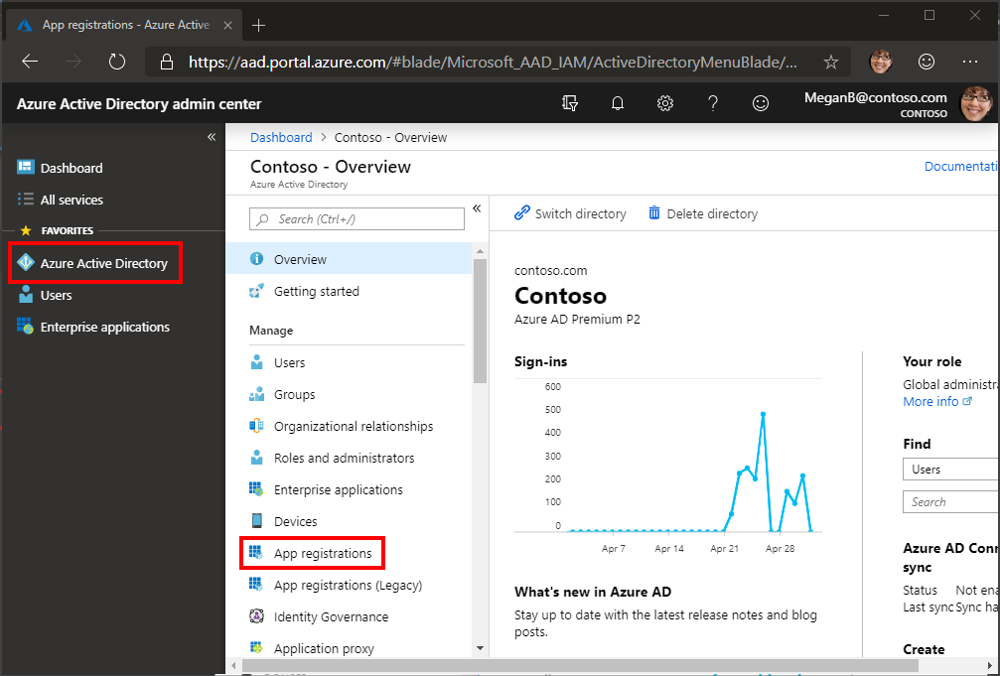 App registrations - Azure Active
https://aad.portal.azure.com/#blade/Microsoft_AAD_IAM/ActiveDirectoryMenuBlade/...
Azure Active Directory admin center
MeganB@contoso.com
CONTOSO
Dashboard
All services
FAVORITES
Azure Active Directory
Users
Enterprise applications
Dashboard > Contoso - Overview
Contoso - Overview
Azure Active Directory
Documentati
Search (Ctrl+/)
Overview
Getting started
Manage
Users
Groups
Organizational relationships
Roles and administrators
Enterprise applications
Devices
App registrations
App registrations (Legacy)
Identity Governance
Application proxy
Switch directory
Delete directory
contoso.com
Contoso
Azure AD Premium P2
Sign-ins
600
500
400
300
200
100
0
Apr 7 Apr 14 Apr 21 Apr 28
What's new in Azure AD
Stay up to date with the latest release notes and blog
posts.
Your role
Global administra
More info
Find
Users
Search
Azure AD Conn
sync
Status Not ena
Last sync Sync ha
Create